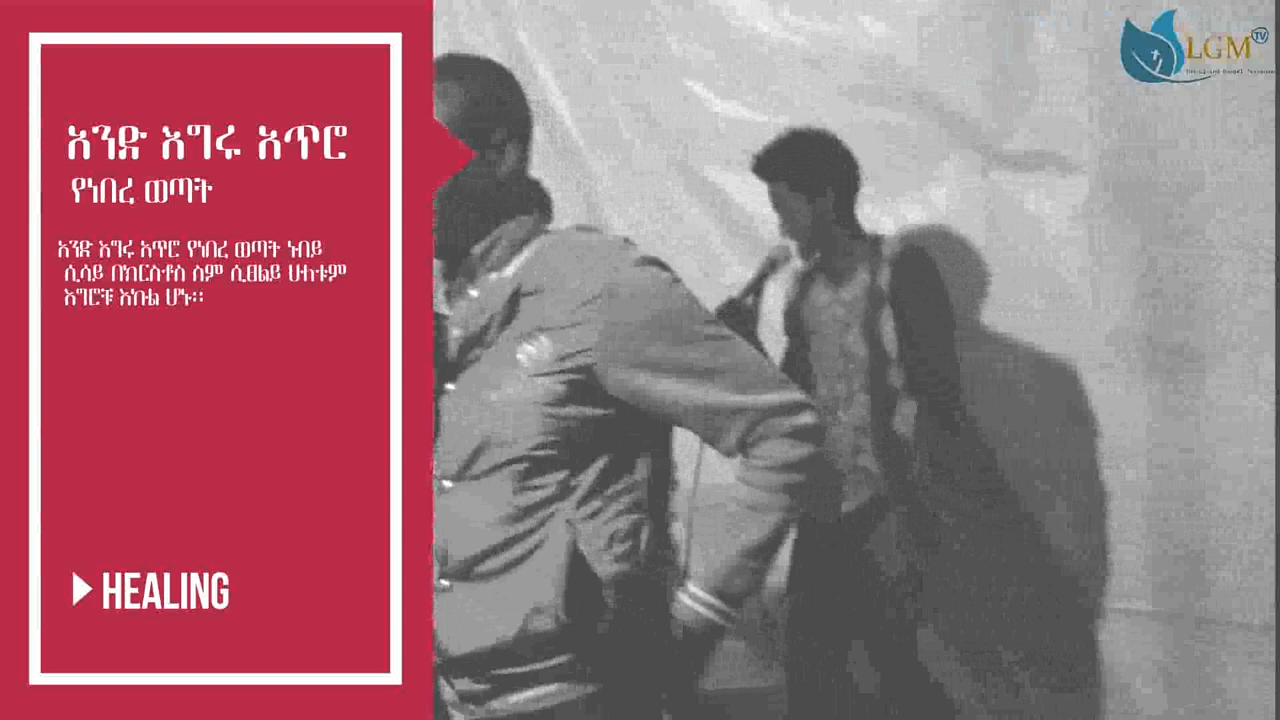 አንድ እግሩ አጥሮ
የነበረ ወጣት
አንድ እግሩ አጥሮ የነበረ ወጣት ነብይ
ሲሳይ በክርስቶስ ስም ሲፀልይ ሁለቱም
እግሮቹ እኩል ሆኑ፡፡
HEALING
LGM TV